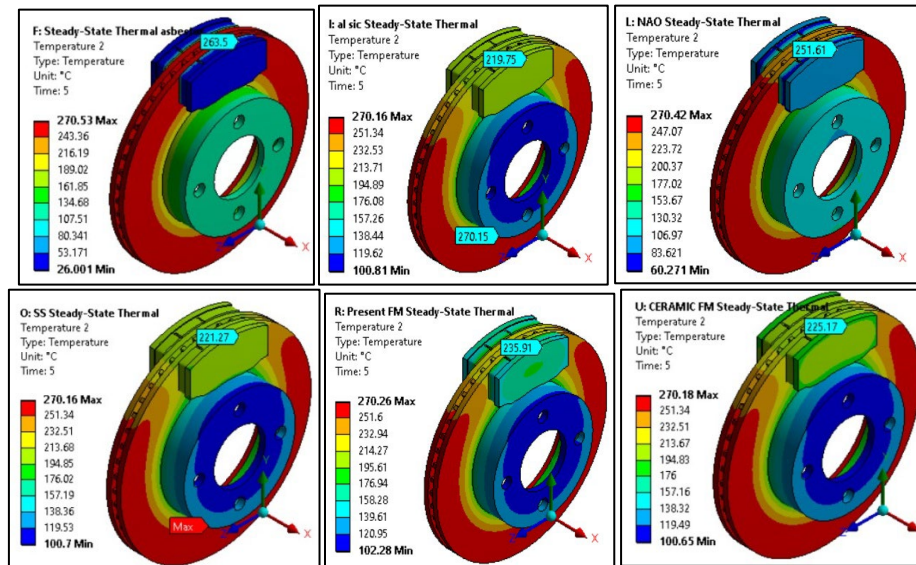 F: Steady-State Thermal asbest
Temperature 2
Type: Temperature
Unit: °C
Time: 5
263.5
270.53 Max
243.36
216.19
189.02
161.85
134.68
107.51
80.341
53.171
26.001 Min
X
I: al sic Steady-State Thermal
Temperature 2
Type: Temperature
Unit: °C
Time: 5
219.75
270.16 Max
251.34
232.53
213.71
194.89
176.08
157.26
138.44
119.62
100.81 Min
270.15
X
L: NAO Steady-State Thermal
Temperature 2
Type: Temperature
Unit: °C
Time: 5
251.61
270.42 Max
247.07
223.72
200.37
177.02
153.67
130.32
106.97
83.621
60.271 Min
X
O: SS Steady-State Thermal
Temperature 2
Type: Temperature
Unit: °C
Time: 5
221.27
270.16 Max
251.34
232.51
213.68
194.85
176.02
157.19
138.36
119.53
100.7 Min
Max
X
R: Present FM Steady-State Thermal
Temperature 2
Type: Temperature
Unit: °C
Time: 5
235.91
270.26 Max
251.6
232.94
214.27
195.61
176.94
158.28
139.61
120.95
102.28 Min
X
U: CERAMIC FM Steady-State Thermal
Temperature 2
Type: Temperature
Unit: °C
Time: 5
225.17
270.18 Max
251.34
232.51
213.67
194.83
176
157.16
138.32
119.49
100.65 Min
X